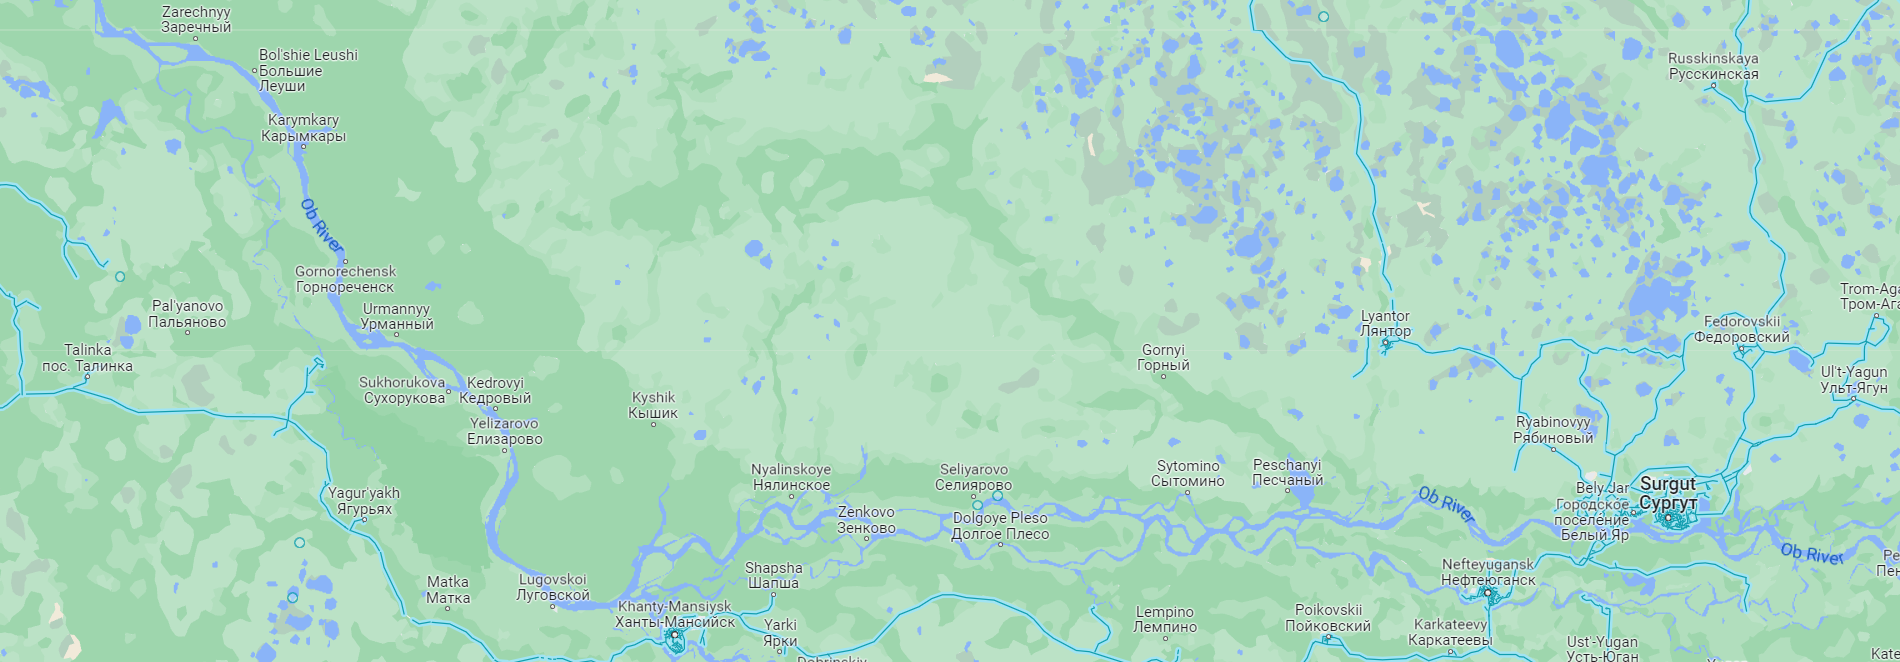 Zarechnyy
Заречный
Bol'shie Leushi
Большие
Леуши
Karymkary
Карымкары
Russkinskaya
Русскинская
Ob River
Gornorechensk
Горнореченск
Pal'yanovo
Пальяново
Urmannyy
Урманный
Talinka
пос. Талинка
Sukhorukova
Сухорукова
Kedrovyi
Кедровый
Yelizarovo
Елизарово
Kyshik
Кышик
Gornyi
Горный
Lyantor
Лянтор
Fedorovskii
Федоровский
Trom-Aga
Тром-Ага
Ul't-Yagun
Ульт-Ягун
Ryabinovyy
Рябиновый
Yagur'yakh
Ягурьях
Nyalinskoye
Нялинское
Zenkovo
Зенково
Seliyarovo
Селиярово
Dolgoye Pleso
Долгое Плесо
Sytomino
Сытомино
Peschanyi
Песчаный
Ob River
Bely Jar
Городское
поселение
Белый Яр
Surgut
Сургут
Ob River
Pe
Пен
Matka
Матка
Lugovskoi
Луговской
Shapsha
Шапша
Khanty-Mansiysk
Ханты-Мансийск
Yarki
Ярки
Dobrinskiy
Lempino
Лемпино
Poikovskii
Пойковский
Nefteyugansk
Нефтеюганск
Karkateevy
Каркатеевы
Ust'-Yugan
Усть-Юган
Kate